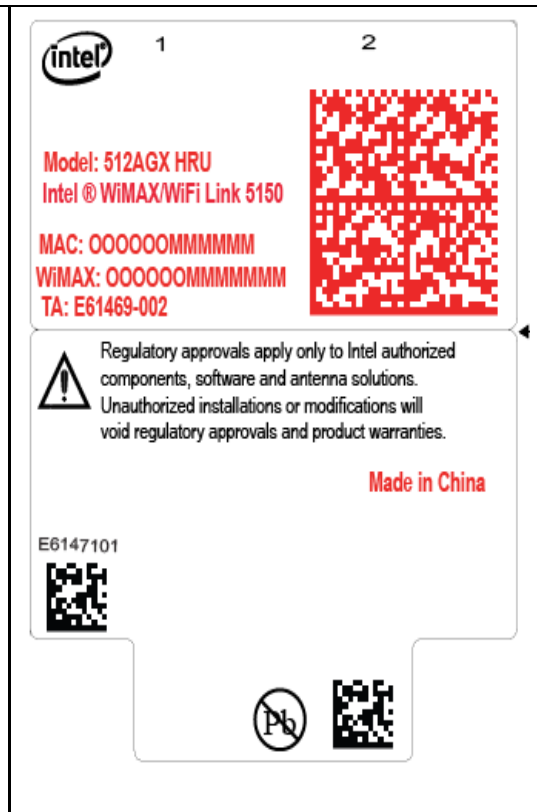 intel®
1 2
Model: 512AGX HRU
Intel ® WiMAX/WiFi Link 5150
MAC: OOOOOOMMMMMM
WiMAX: OOOOOOMMMMMMM
TA: E61469-002
Regulatory approvals apply only to Intel authorized
components, software and antenna solutions.
Unauthorized installations or modifications will
void regulatory approvals and product warranties.
Made in China
E6147101
Pb